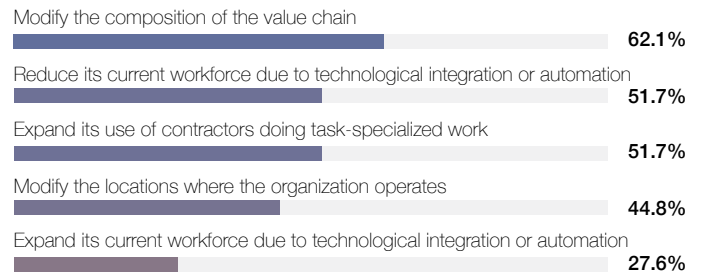 Modify the composition of the value chain
62.1%
Reduce its current workforce due to technological integration or automation
51.7%
Expand its use of contractors doing task-specialized work
51.7%
Modify the locations where the organization operates
44.8%
Expand its current workforce due to technological integration or automation
27.6%